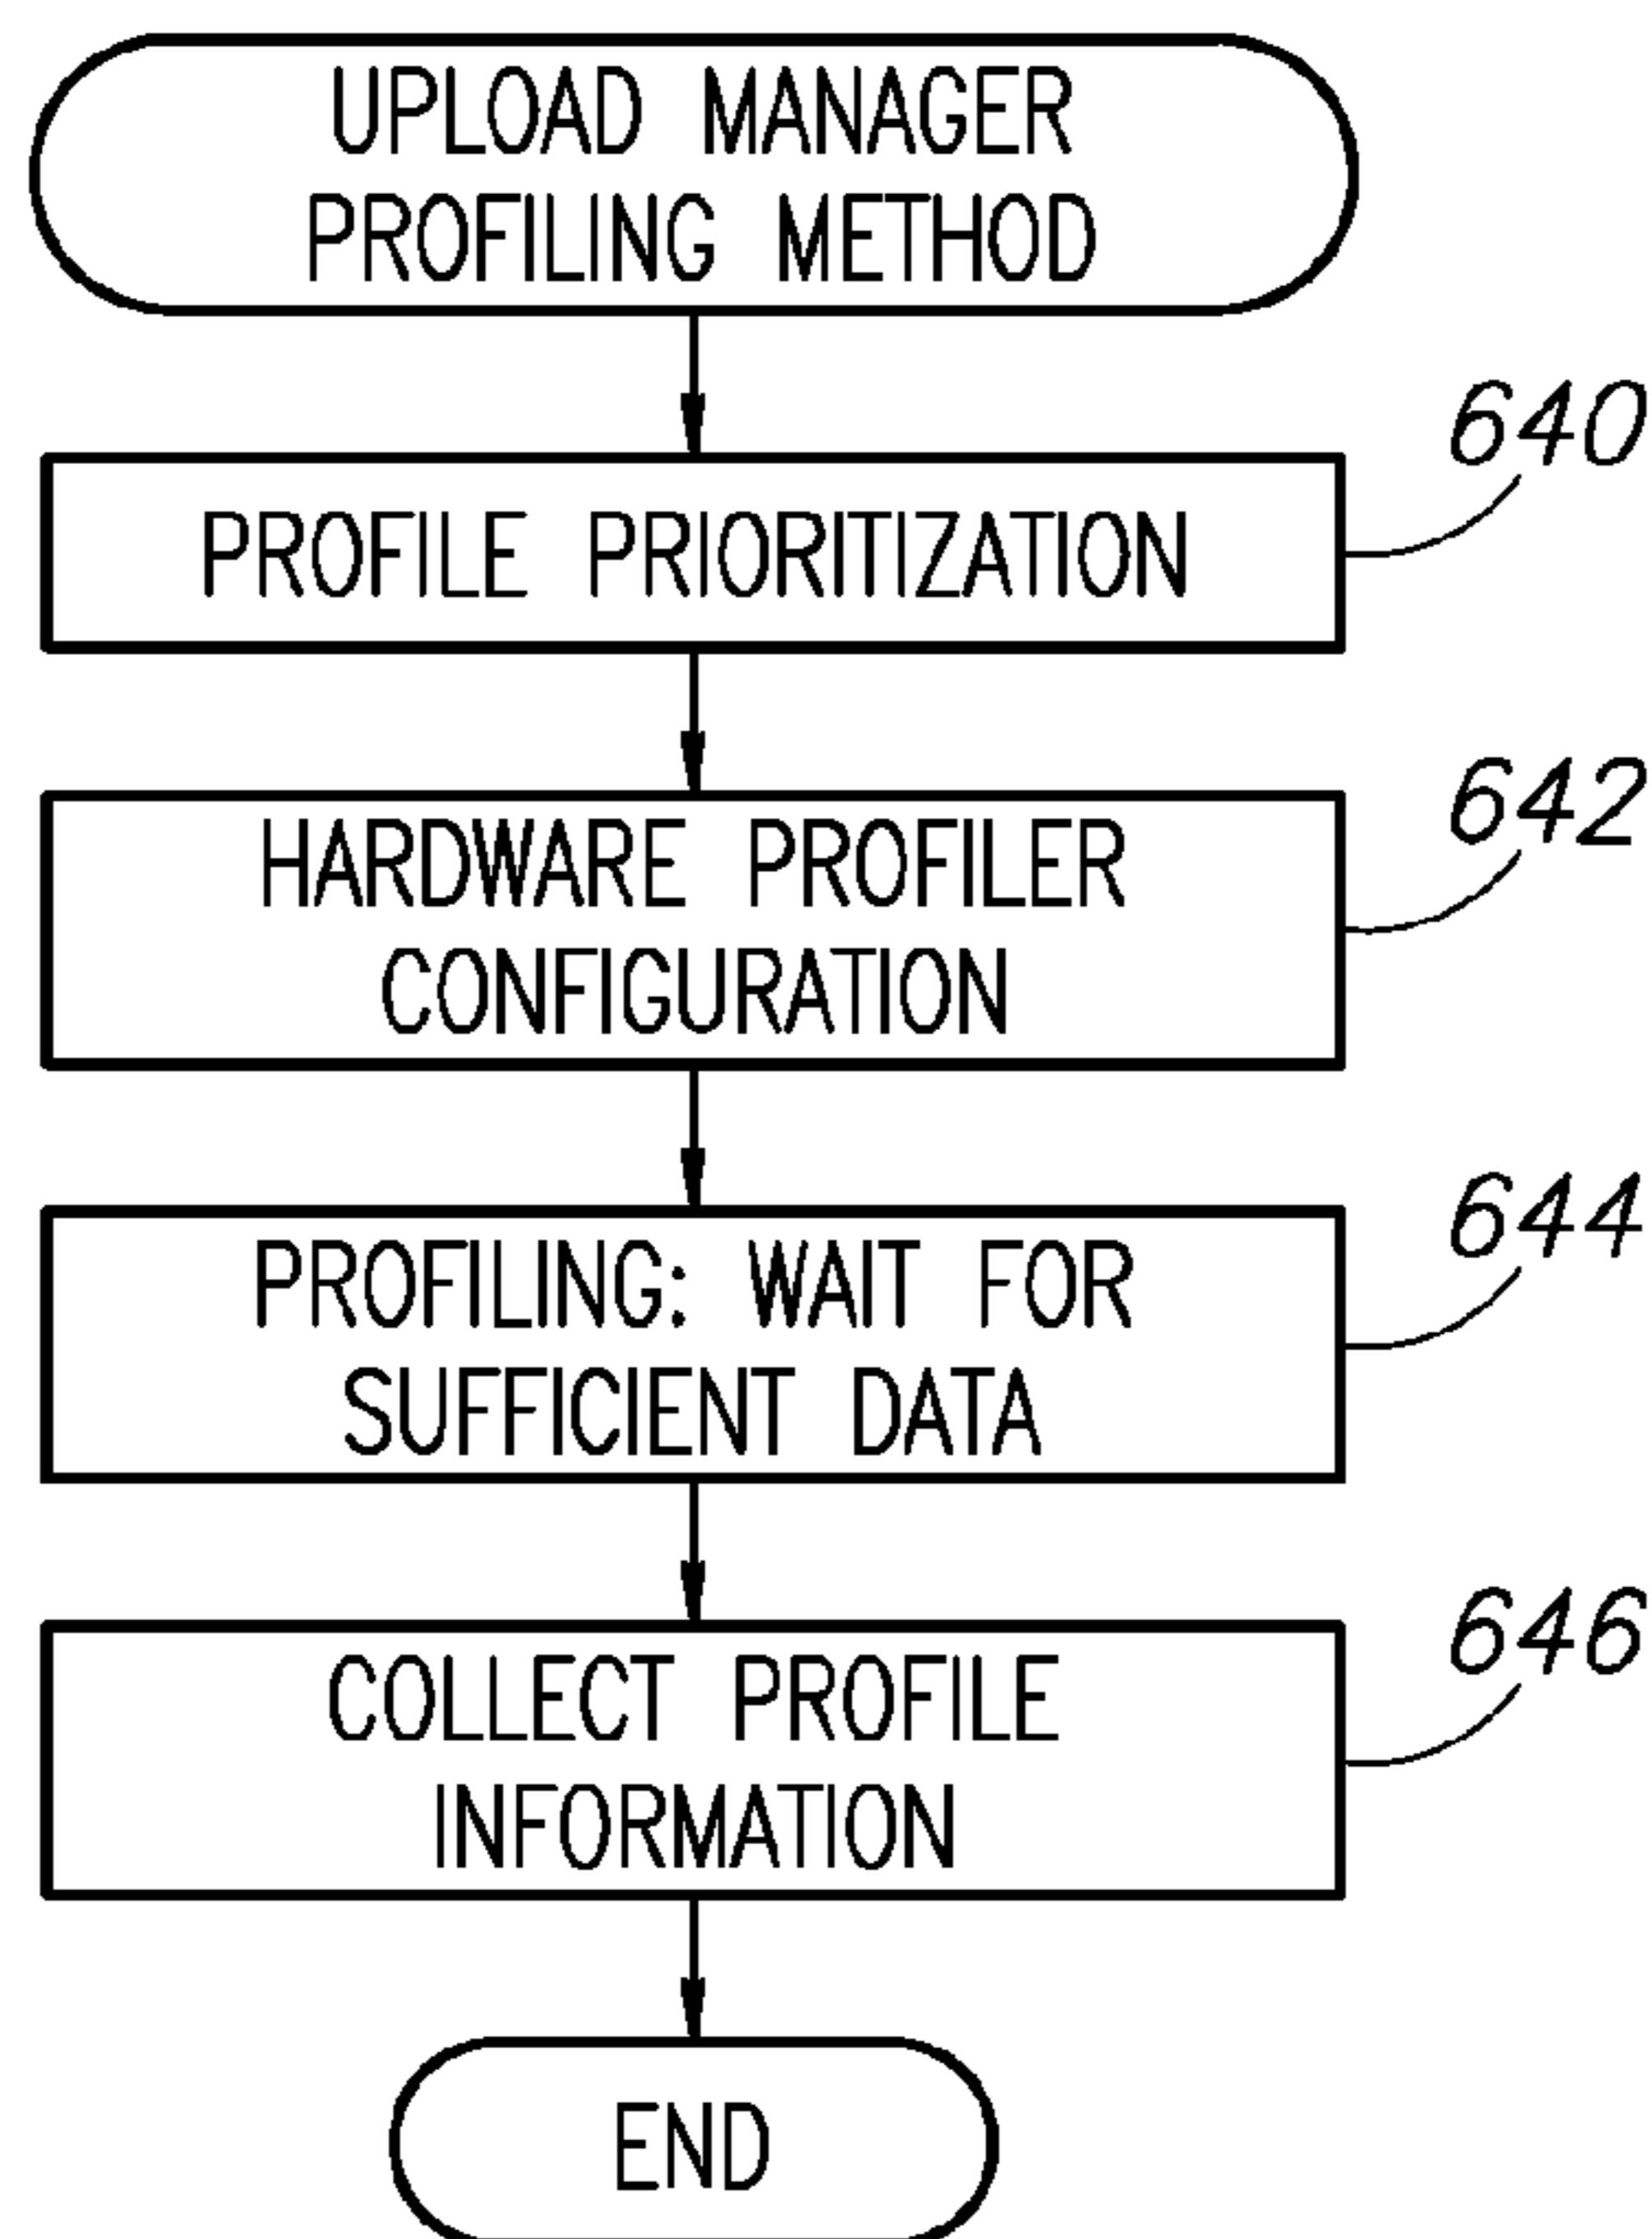 UPLOAD MANAGER
PROFILING METHOD
640
PROFILE PRIORITIZATION
642
HARDWARE PROFILER
CONFIGURATION
644
PROFILING: WAIT FOR
SUFFICIENT DATA
646
COLLECT PROFILE
INFORMATION
END